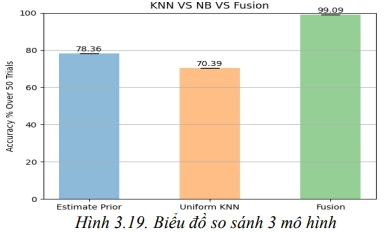 KNN VS NB VS Fusion
Accuracy % Over 50 Trials
100
80
60
40
20
0
78.36
70.39
99.09
Estimate Prior
Uniform KNN
Fusion
Hình 3.19. Biểu đồ so sánh 3 mô hình